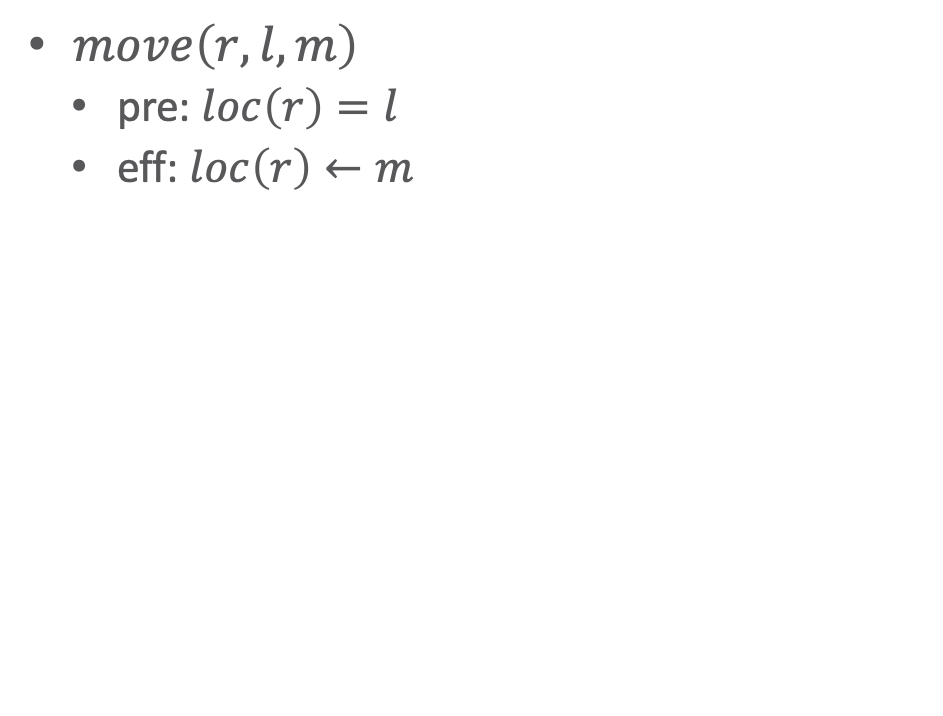 • move(r, l, m)
• pre: loc(r) = l
• eff: loc(r) ← m